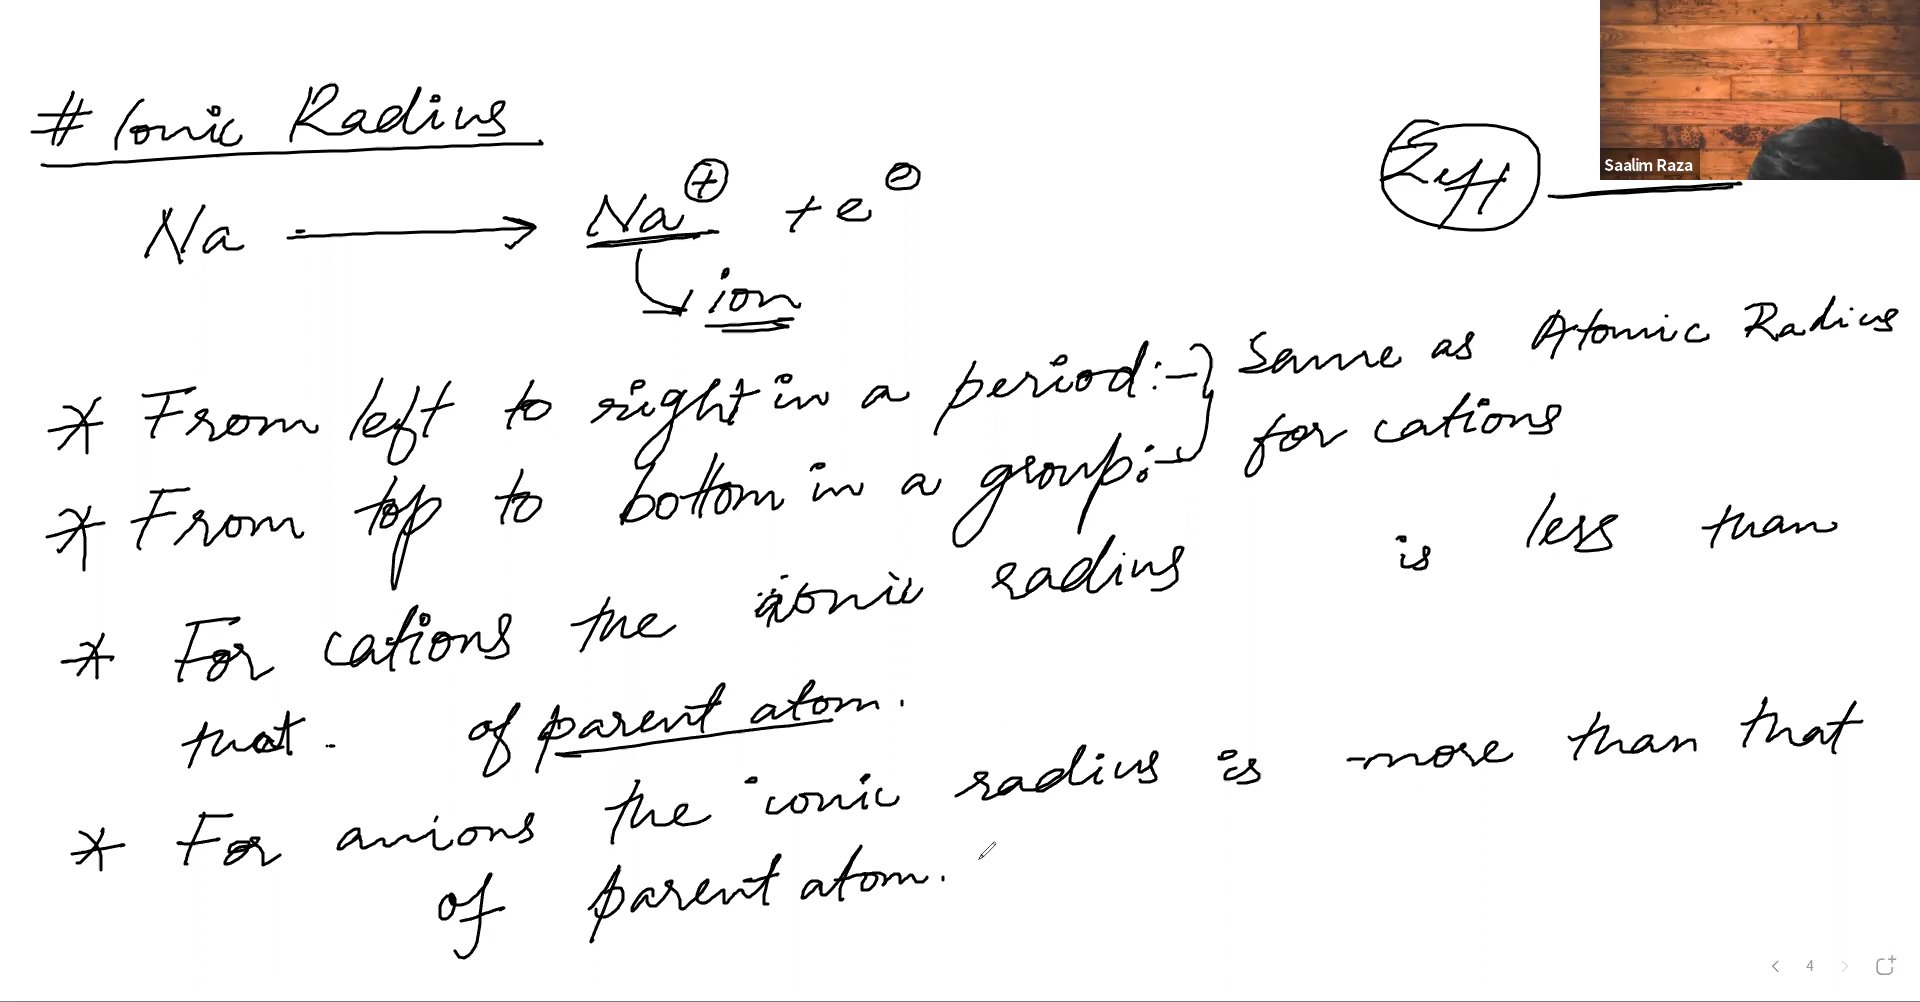 # Ionic Radius
Zeff
Saalim Raza
Na → Na⊕ + e⊖
ion
* From left to right in a period:- } Same as Atomic Radius
* From top to bottom in a group:- for cations
* For cations the ionic radius is less than
that of parent atom.
* For anions the ionic radius is more than that
of parent atom.
4